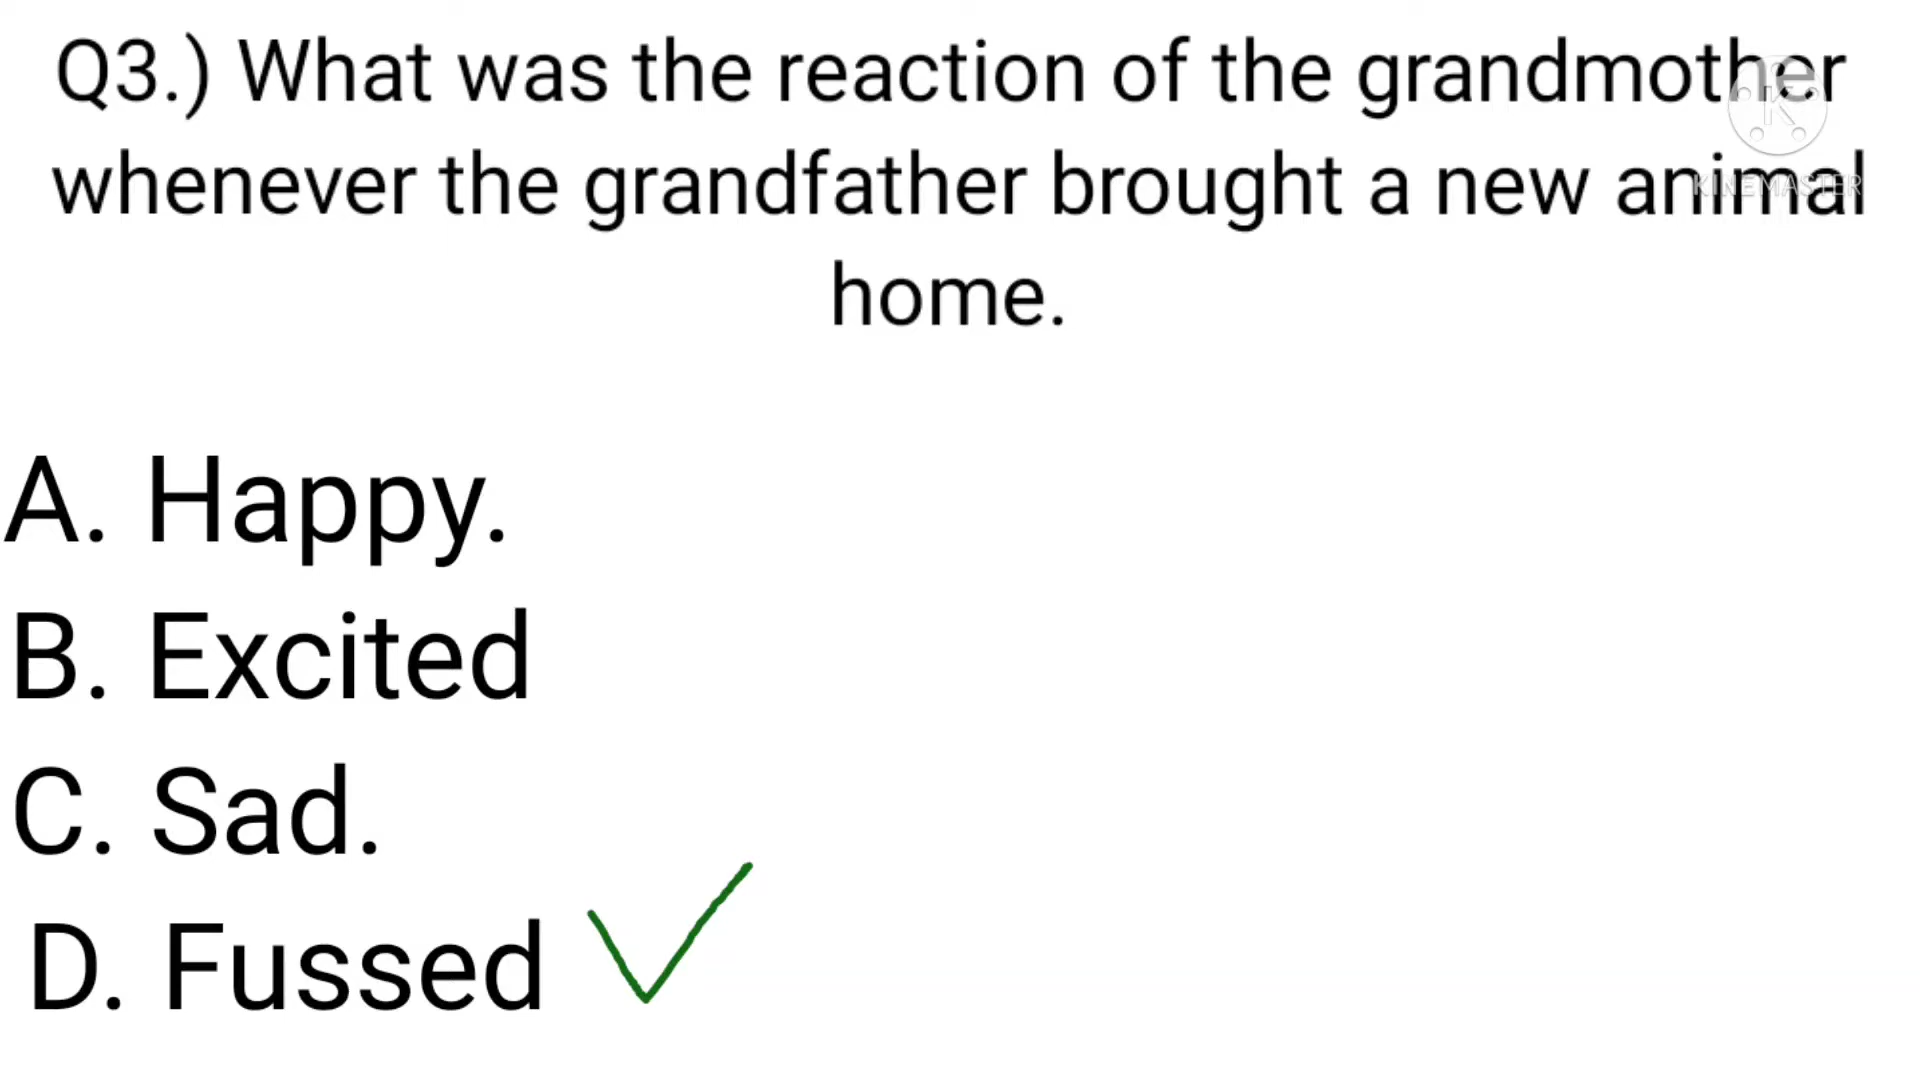 Q3.) What was the reaction of the grandmother
whenever the grandfather brought a new animal
home.
A. Happy.
B. Excited
C. Sad.
D. Fussed
K
KINEMASTER